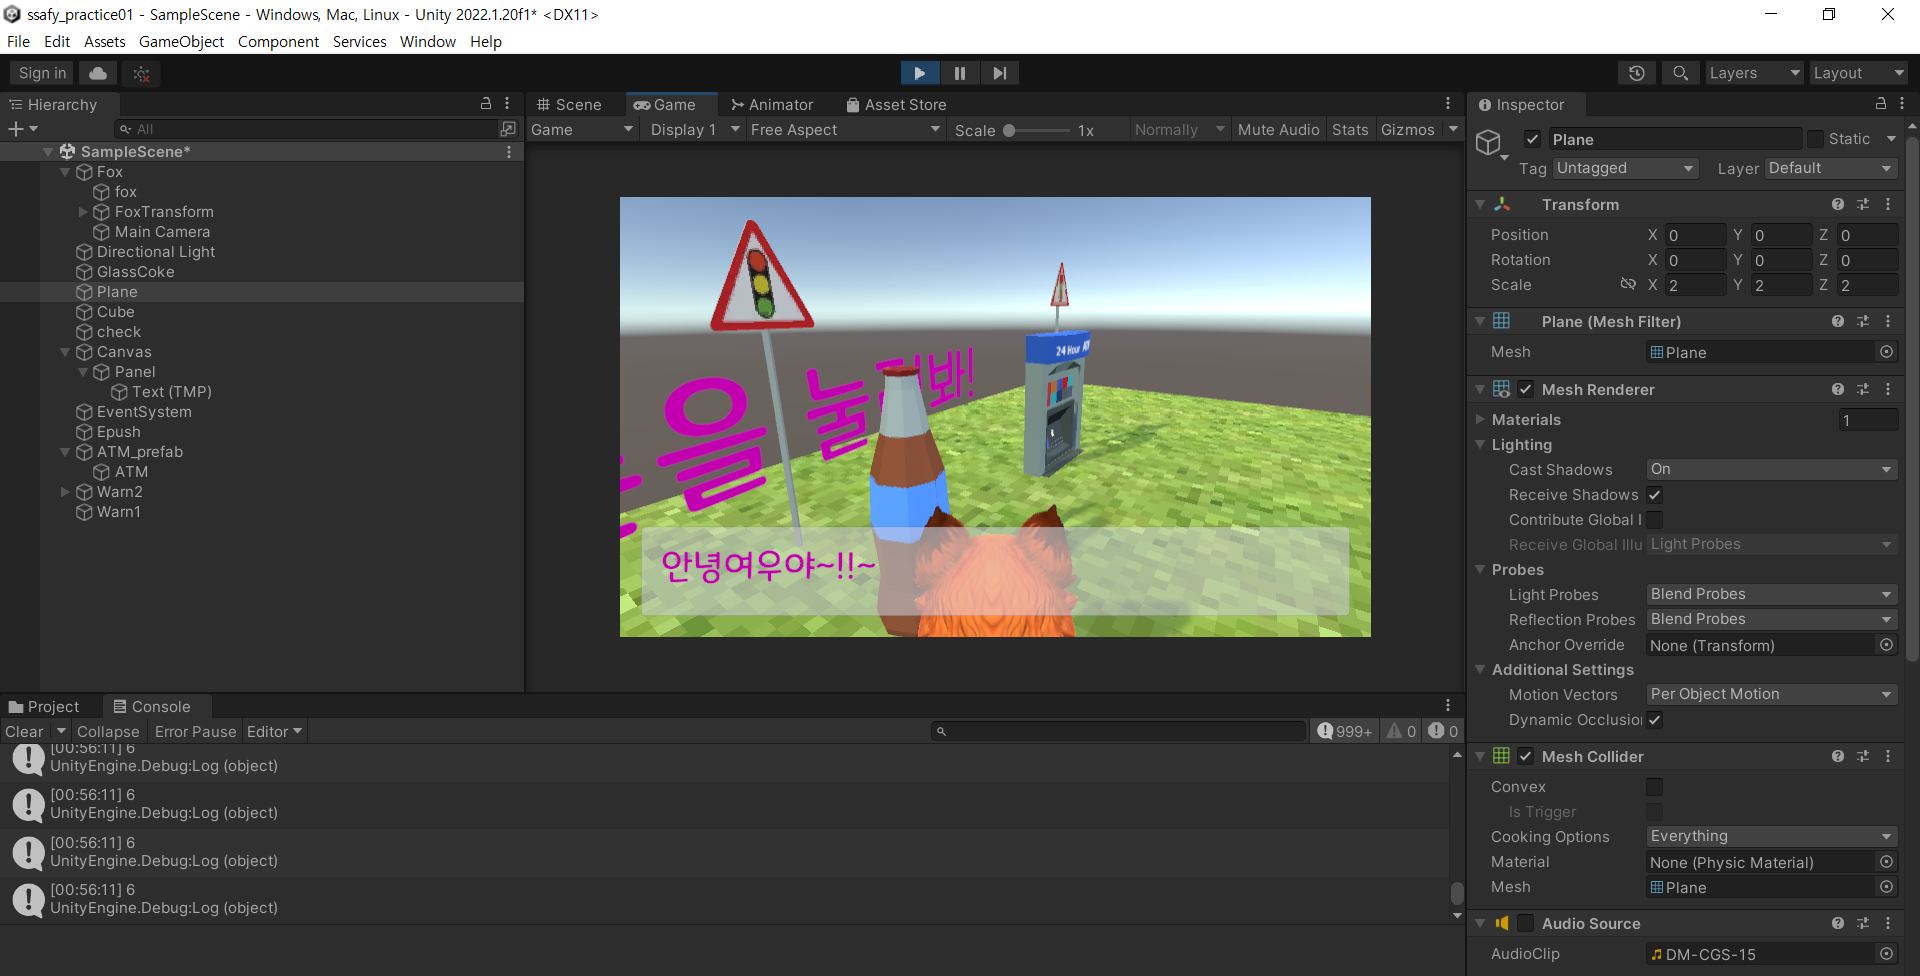 ssafy_practice01 - SampleScene - Windows, Mac, Linux - Unity 2022.1.20f1* <DX11>
File Edit Assets GameObject Component Services Window Help
Sign in
Layers
Layout
Hierarchy
All
SampleScene*
Fox
fox
FoxTransform
Main Camera
Directional Light
GlassCoke
Plane
Cube
check
Canvas
Panel
Text (TMP)
EventSystem
Epush
ATM_prefab
ATM
Warn2
Warn1
Scene Game Animator Asset Store
Game Display 1 Free Aspect Scale 1x Normally Mute Audio Stats Gizmos
24 Hour
을 눌러봐!
안녕여우야~!!~
Project Console
Clear Collapse Error Pause Editor 999+ 0 0
[00:56:11] 6
UnityEngine.Debug:Log (object)
[00:56:11] 6
UnityEngine.Debug:Log (object)
[00:56:11] 6
UnityEngine.Debug:Log (object)
[00:56:11] 6
UnityEngine.Debug:Log (object)
Inspector
Plane Static
Tag Untagged Layer Default
Transform
Position X 0 Y 0 Z 0
Rotation X 0 Y 0 Z 0
Scale X 2 Y 2 Z 2
Plane (Mesh Filter)
Mesh Plane
Mesh Renderer
Materials 1
Lighting
Cast Shadows On
Receive Shadows
Contribute Global I
Receive Global Illu Light Probes
Probes
Light Probes Blend Probes
Reflection Probes Blend Probes
Anchor Override None (Transform)
Additional Settings
Motion Vectors Per Object Motion
Dynamic Occlusio
Mesh Collider
Convex
Is Trigger
Cooking Options Everything
Material None (Physic Material)
Mesh Plane
Audio Source
AudioClip DM-CGS-15